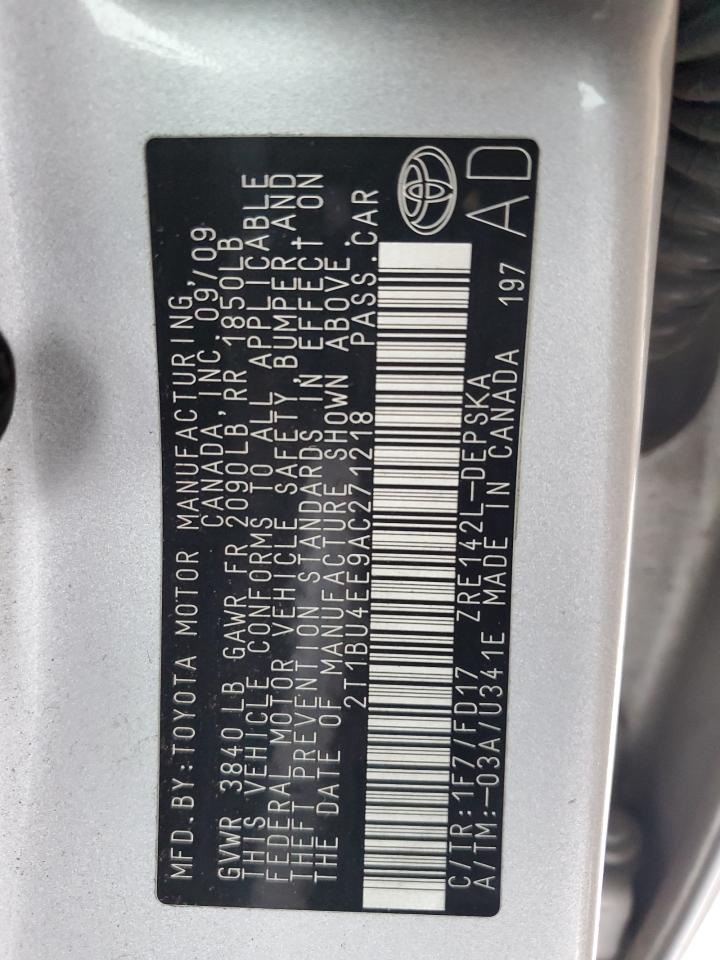 MFD.BY:TOYOTA MOTOR MANUFACTURING,
CANADA,INC.09/09
GVWR 3840LB GAWR FR 2090LB,RR 1850LB
THIS VEHICLE CONFORMS TO ALL APPLICABLE
FEDERAL MOTOR VEHICLE SAFETY,BUMPER,AND
THEFT PREVENTION STANDARDS IN EFFECT ON
THE DATE OF MANUFACTURE SHOWN ABOVE.
2T1BU4EE9AC271218 PASS.CAR
C/TR:1F7/FD17 ZRE142L-DEPSKA
A/TM:-03A/U341E MADE IN CANADA 197
AD